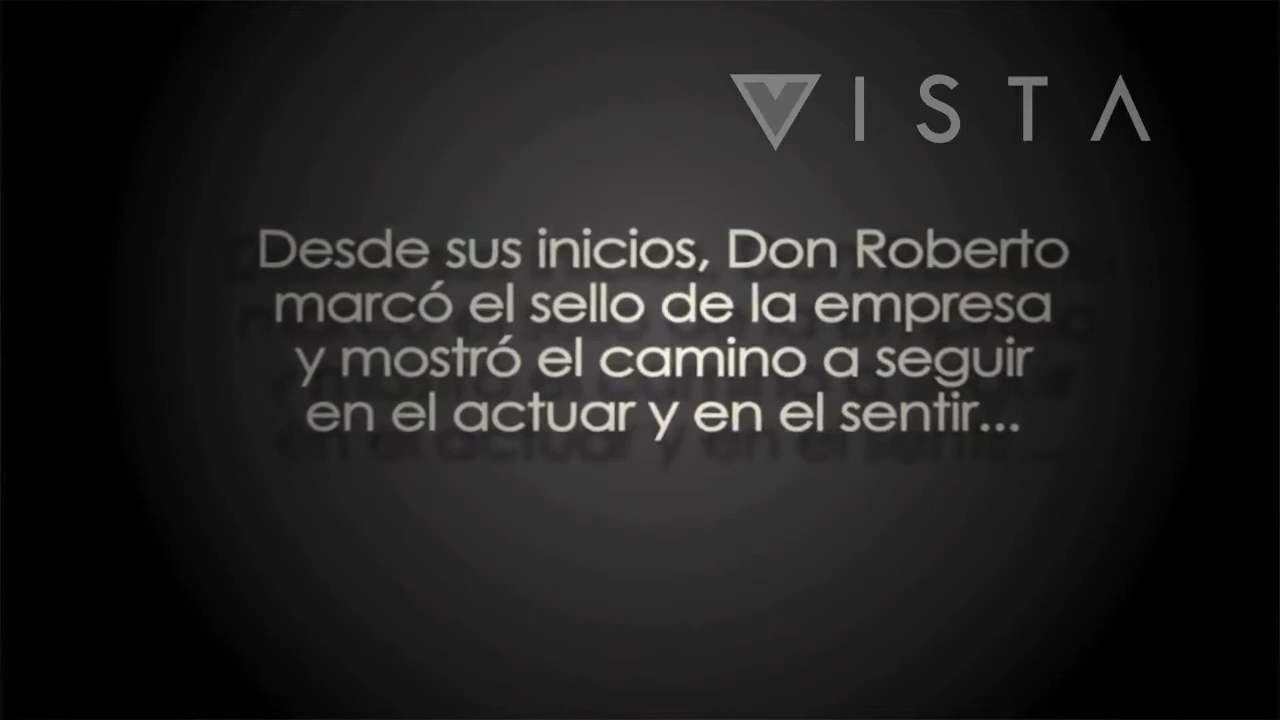 VISTA
Desde sus inicios, Don Roberto
marcó el sello de la empresa
y mostró el camino a seguir
en el actuar y en el sentir...